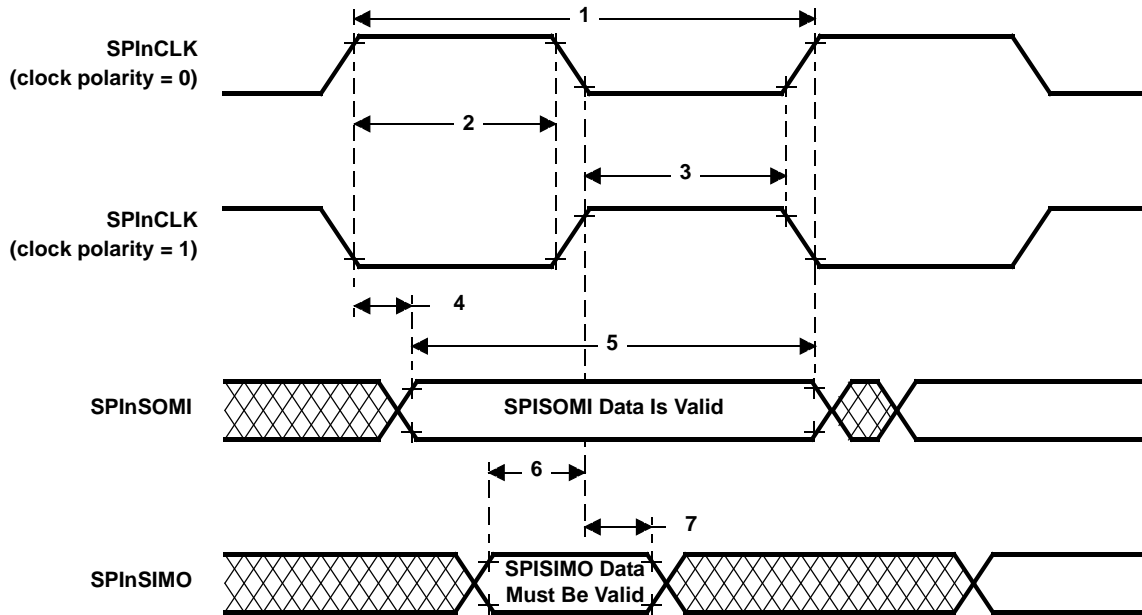 1
SPInCLK
(clock polarity = 0)
2
3
SPInCLK
(clock polarity = 1)
4
5
SPInSOMI
SPISOMI Data Is Valid
6
7
SPInSIMO
SPISIMO Data
Must Be Valid